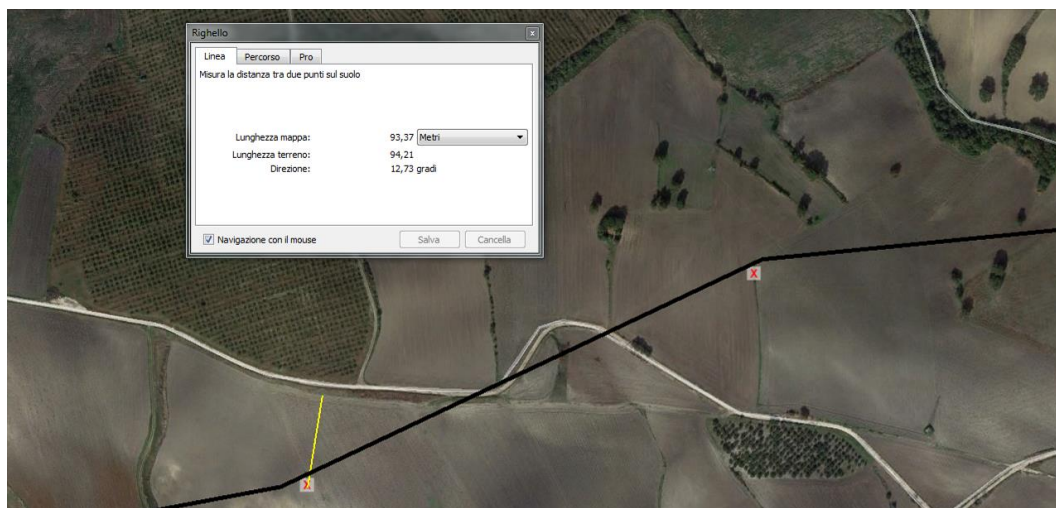 Righello
Linea Percorso Pro
Misura la distanza tra due punti sul suolo
Lunghezza mappa: 93,37 Metri
Lunghezza terreno: 94,21
Direzione: 12,73 gradi
Navigazione con il mouse Salva Cancella
X
X